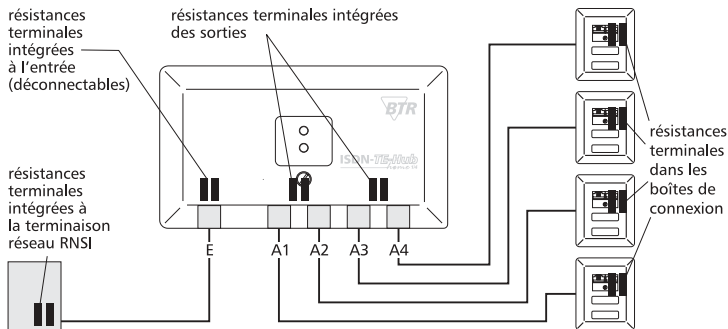 résistances
terminales
intégrées
à l'entrée
(déconnectables)
résistances terminales intégrées
des sorties
BTR
ISDN-TE-Hub
résistances
terminales
intégrées à
la terminaison
réseau RNSI
E
A1
A2
A3
A4
résistances
terminales
dans les
boîtes de
connexion